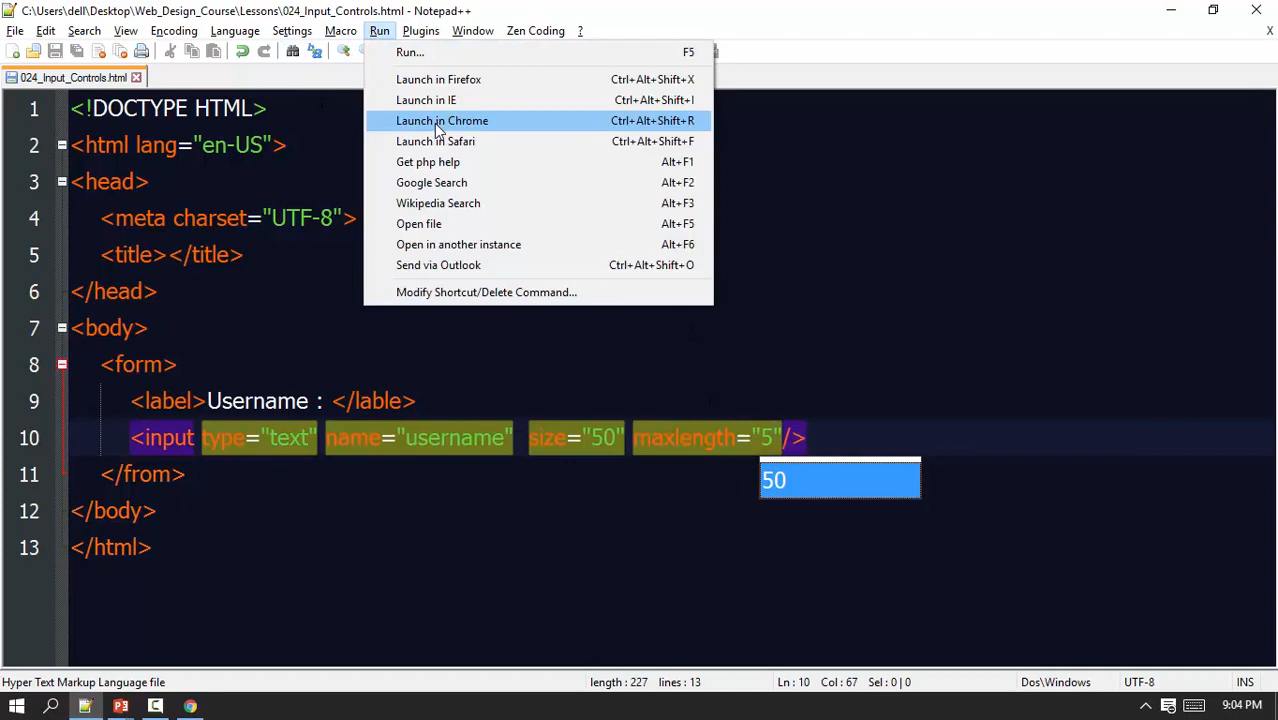 C:\Users\dell\Desktop\Web_Design_Course\Lessons\024_Input_Controls.html - Notepad++
File Edit Search View Encoding Language Settings Macro Run Plugins Window Zen Coding ? X
Run... F5
024_Input_Controls.html
Launch in Firefox Ctrl+Alt+Shift+X
Launch in IE Ctrl+Alt+Shift+I
Launch in Chrome Ctrl+Alt+Shift+R
Launch in Safari Ctrl+Alt+Shift+F
Get php help Alt+F1
Google Search Alt+F2
Wikipedia Search Alt+F3
Open file Alt+F5
Open in another instance Alt+F6
Send via Outlook Ctrl+Alt+Shift+O
Modify Shortcut/Delete Command...
1 <!DOCTYPE HTML>
2 <html lang="en-US">
3 <head>
4 <meta charset="UTF-8">
5 <title></title>
6 </head>
7 <body>
8 <form>
9 <label>Username : </lable>
10 <input type="text" name="username" size="50" maxlength="5"/>
50
11 </from>
12 </body>
13 </html>
Hyper Text Markup Language file length : 227 lines : 13 Ln : 10 Col : 67 Sel : 0 | 0 Dos\Windows UTF-8 INS
9:04 PM